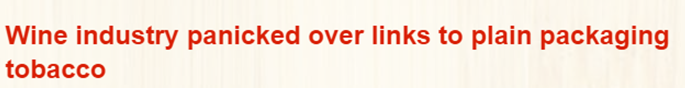 Wine industry panicked over links to plain packaging
tobacco